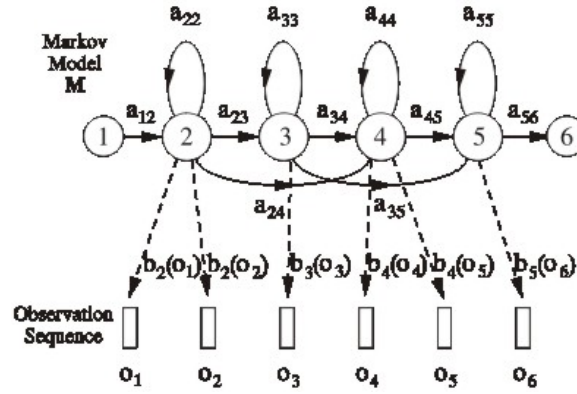 a₂₂ a₃₃ a₄₄ a₅₅
Markov
Model
M
a₁₂ a₂₃ a₃₄ a₄₅ a₅₆
1 2 3 4 5 6
a₂₄ a₃₅
b₂(o₁) b₂(o₂) b₃(o₃) b₄(o₄) b₄(o₅) b₅(o₆)
Observation
Sequence
o₁ o₂ o₃ o₄ o₅ o₆